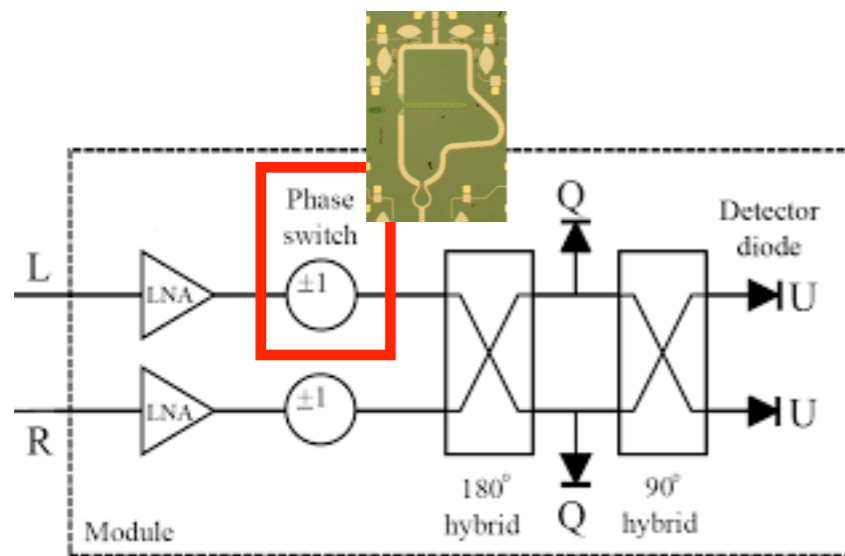 Phase
switch
Q
Detector
diode
L
LNA
±1
U
LNA
±1
U
R
180°
hybrid
Q
90°
hybrid
Module